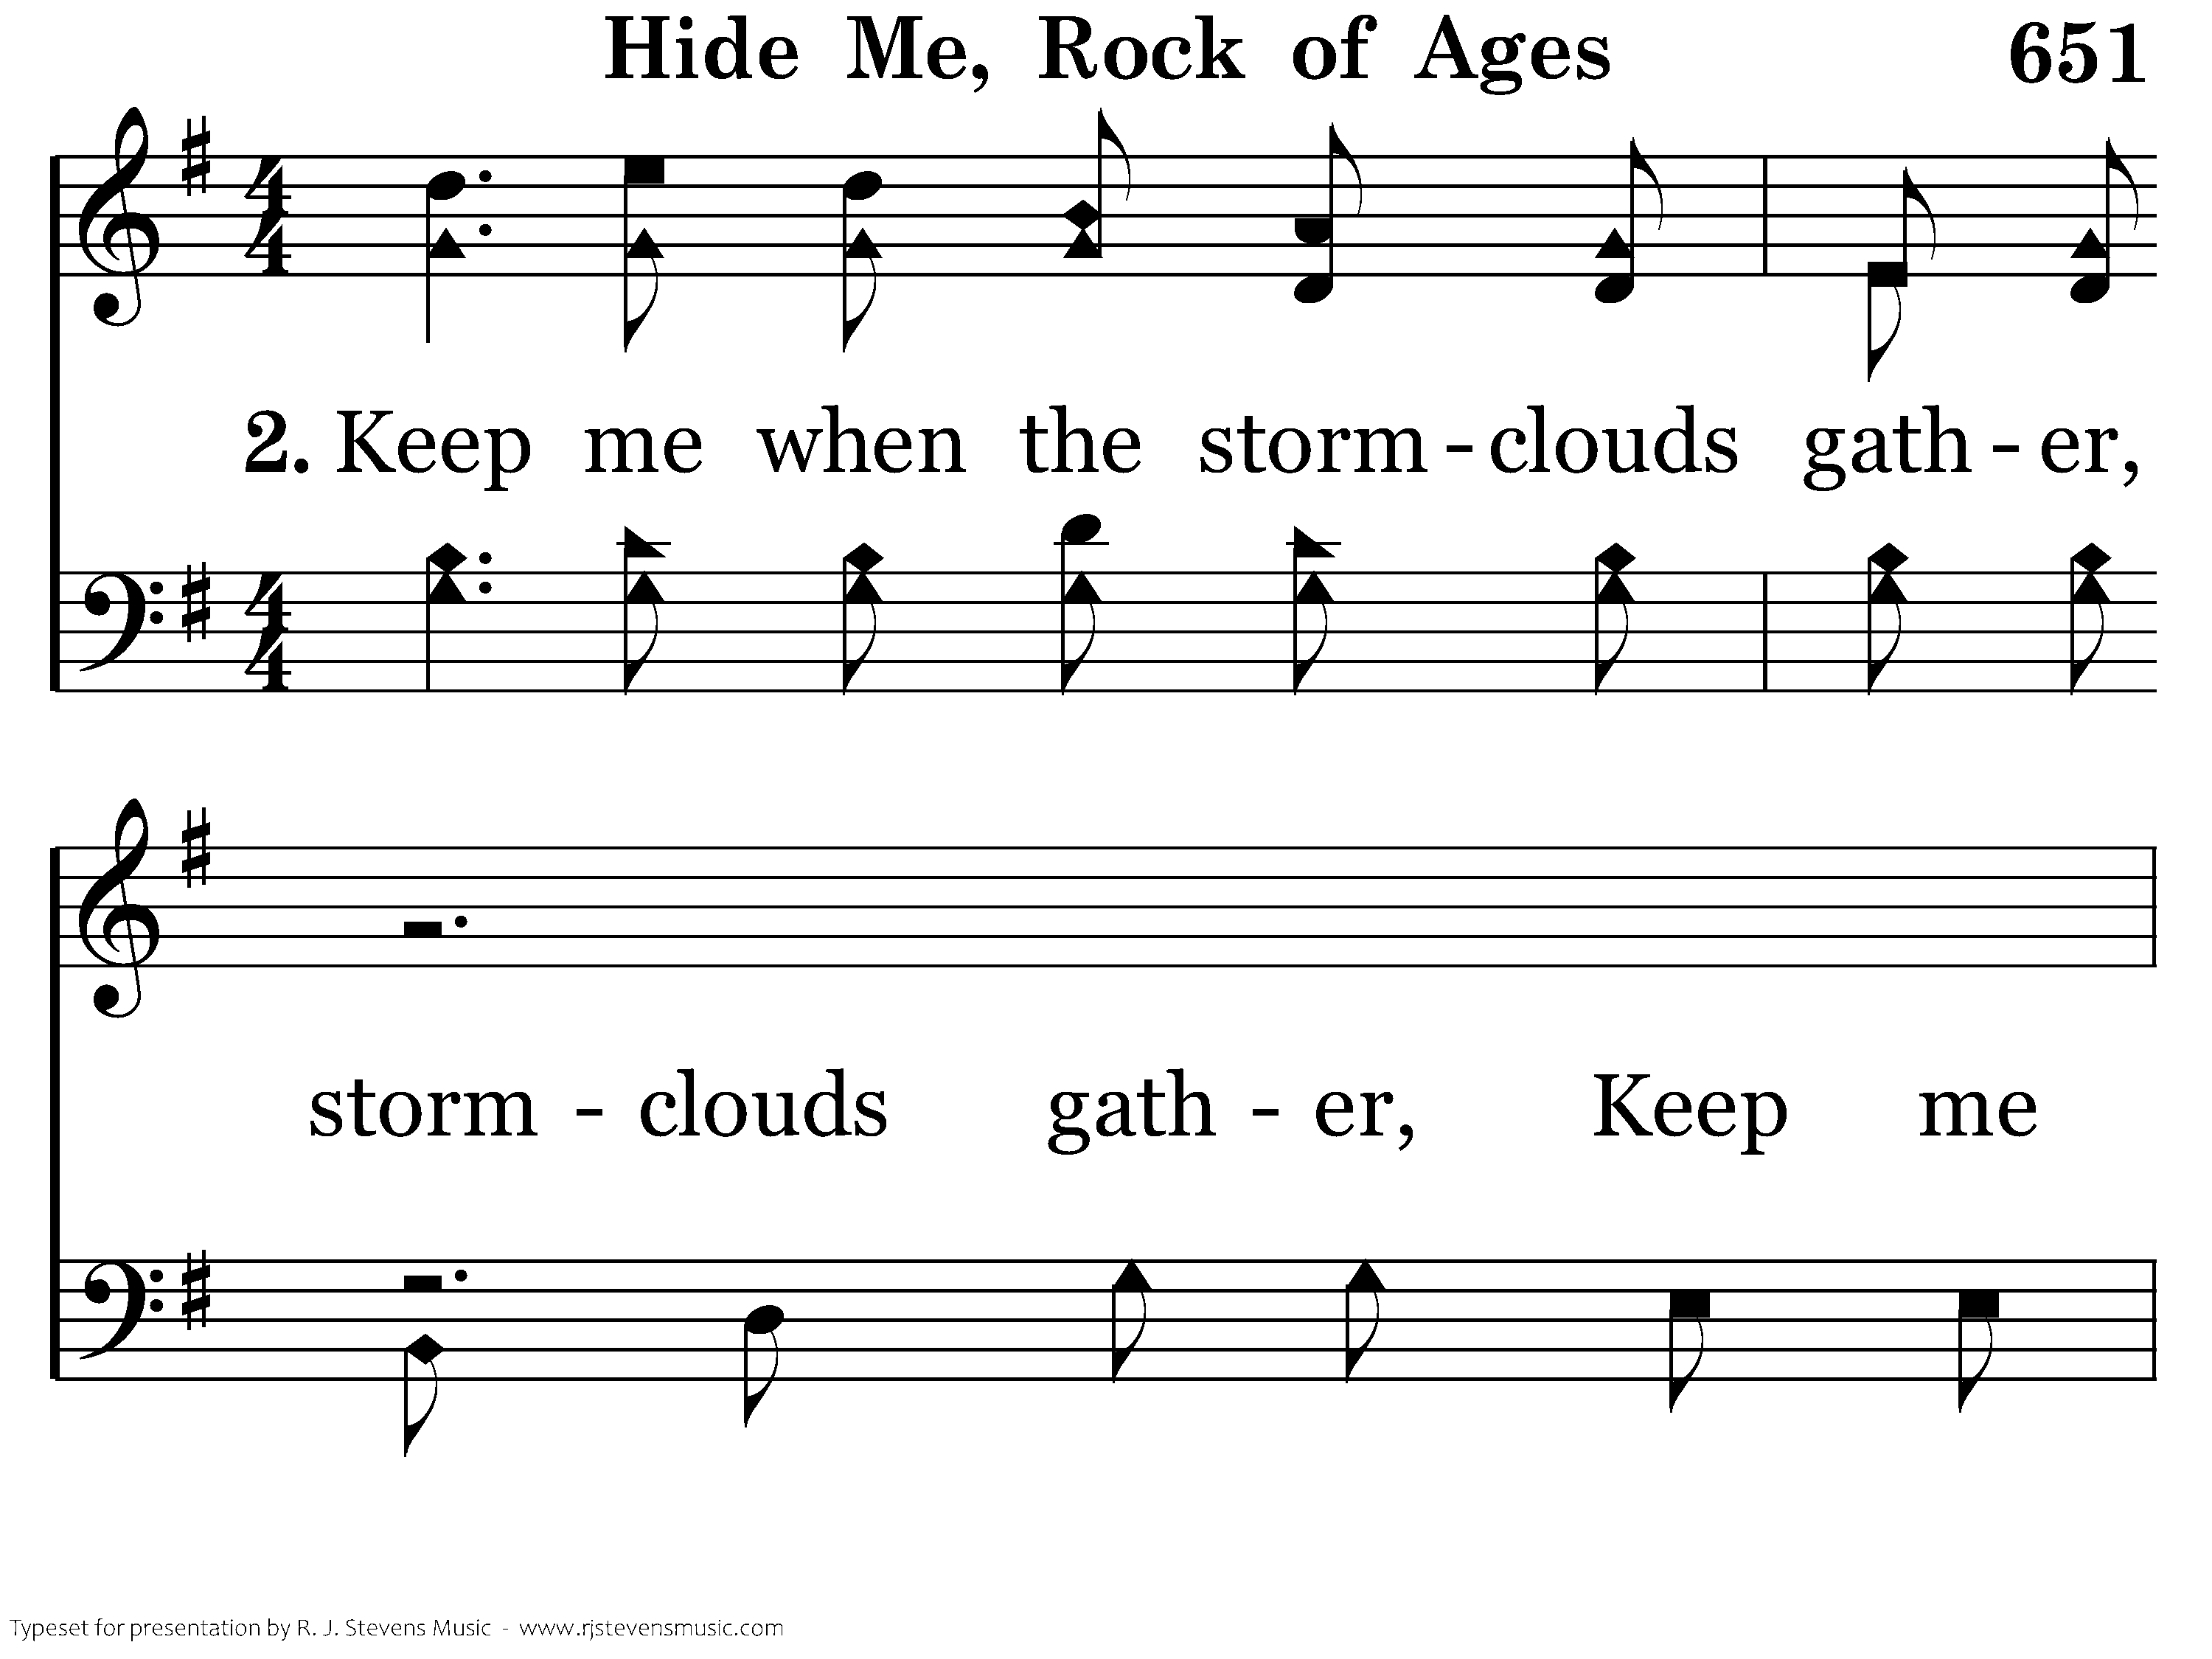 Hide Me, Rock of Ages 651
2. Keep me when the storm - clouds gath - er,
storm - clouds gath - er, Keep me
Typeset for presentation by R. J. Stevens Music - www.rjstevensmusic.com